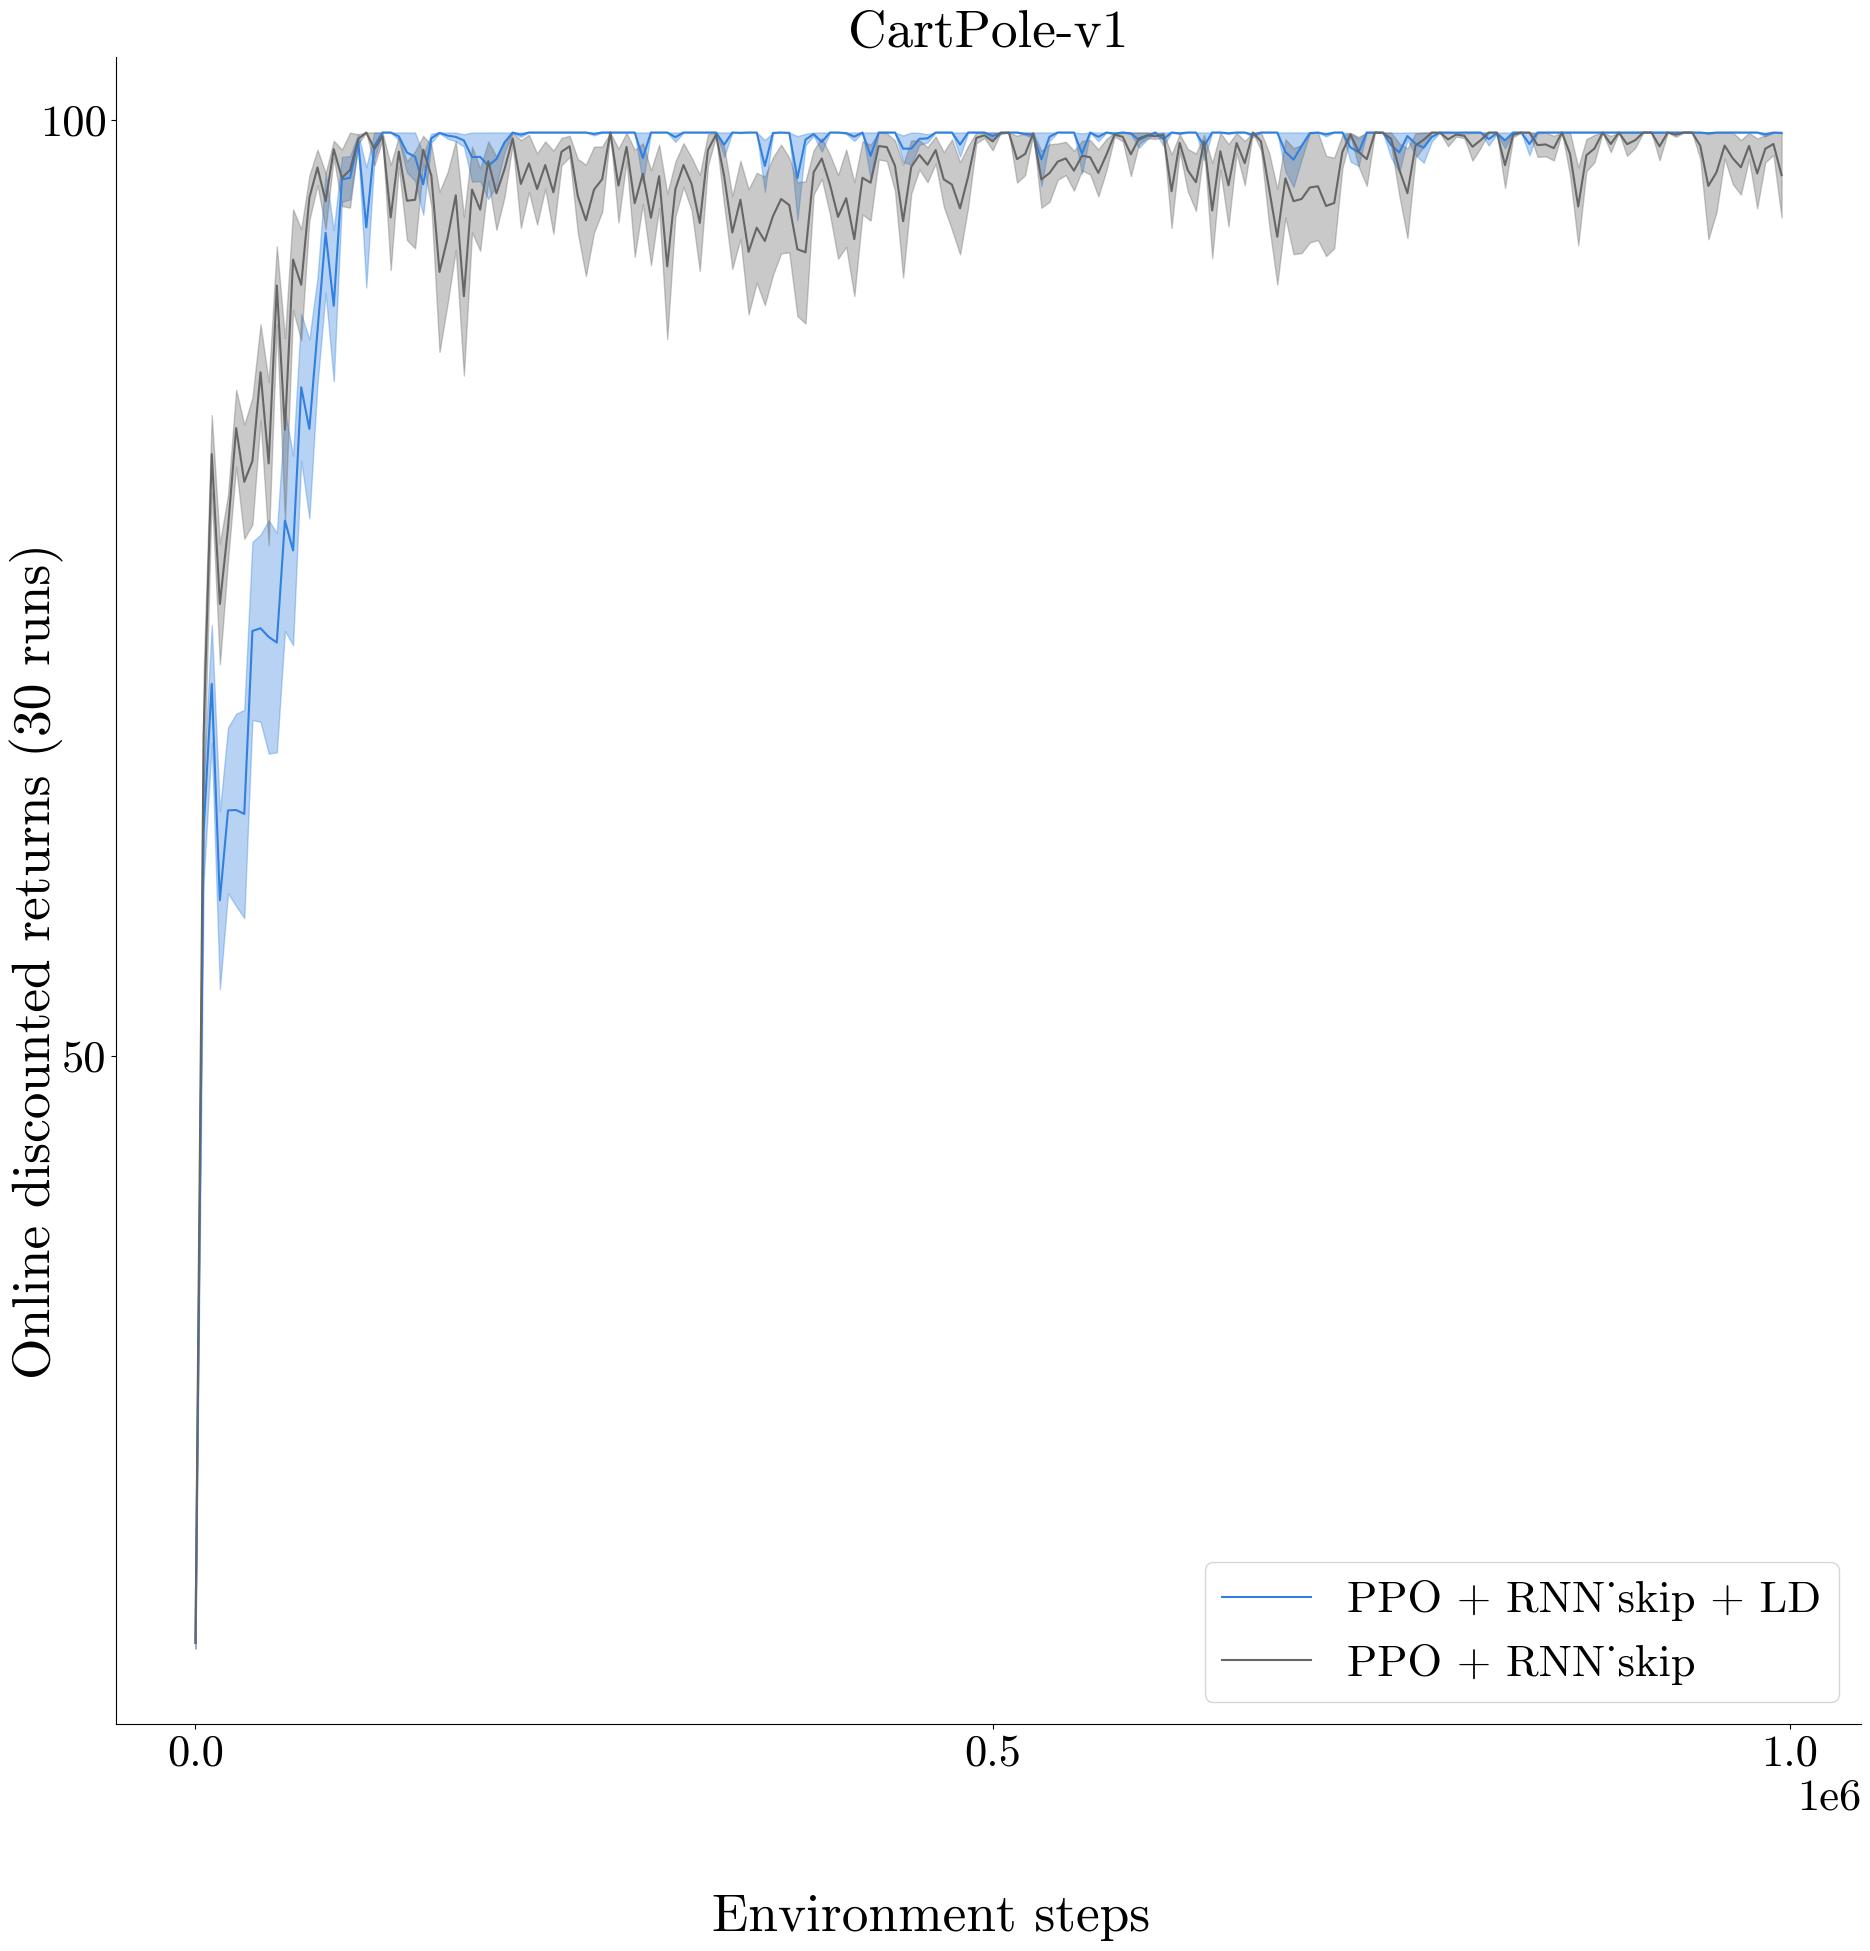 CartPole-v1
100
50
Online discounted returns (30 runs)
PPO + RNN˙skip + LD
PPO + RNN˙skip
0.0 0.5 1.0
1e6
Environment steps